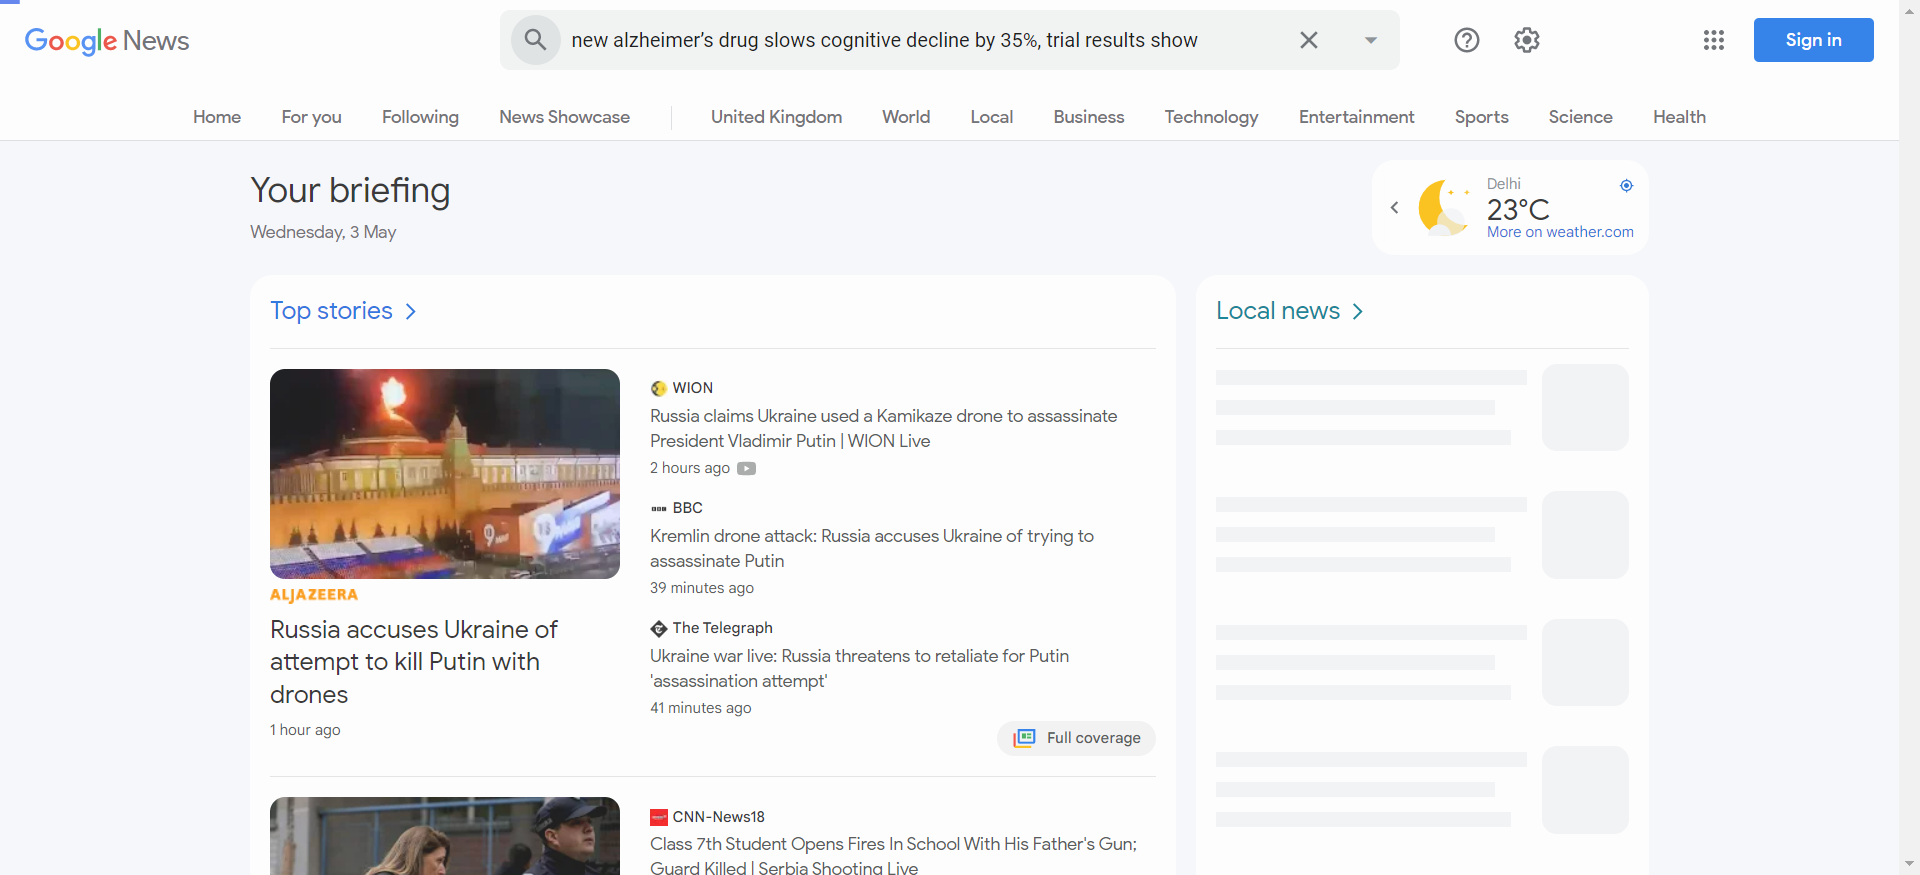 Google News
new alzheimer’s drug slows cognitive decline by 35%, trial results show
Sign in
Home
For you
Following
News Showcase
United Kingdom
World
Local
Business
Technology
Entertainment
Sports
Science
Health
Your briefing
Wednesday, 3 May
Delhi
23°C
More on weather.com
Top stories
ALJAZEERA
Russia accuses Ukraine of
attempt to kill Putin with
drones
1 hour ago
WION
Russia claims Ukraine used a Kamikaze drone to assassinate
President Vladimir Putin | WION Live
2 hours ago
BBC
Kremlin drone attack: Russia accuses Ukraine of trying to
assassinate Putin
39 minutes ago
The Telegraph
Ukraine war live: Russia threatens to retaliate for Putin
'assassination attempt'
41 minutes ago
Full coverage
CNN-News18
Class 7th Student Opens Fires In School With His Father's Gun;
Guard Killed | Serbia Shooting Live
Local news